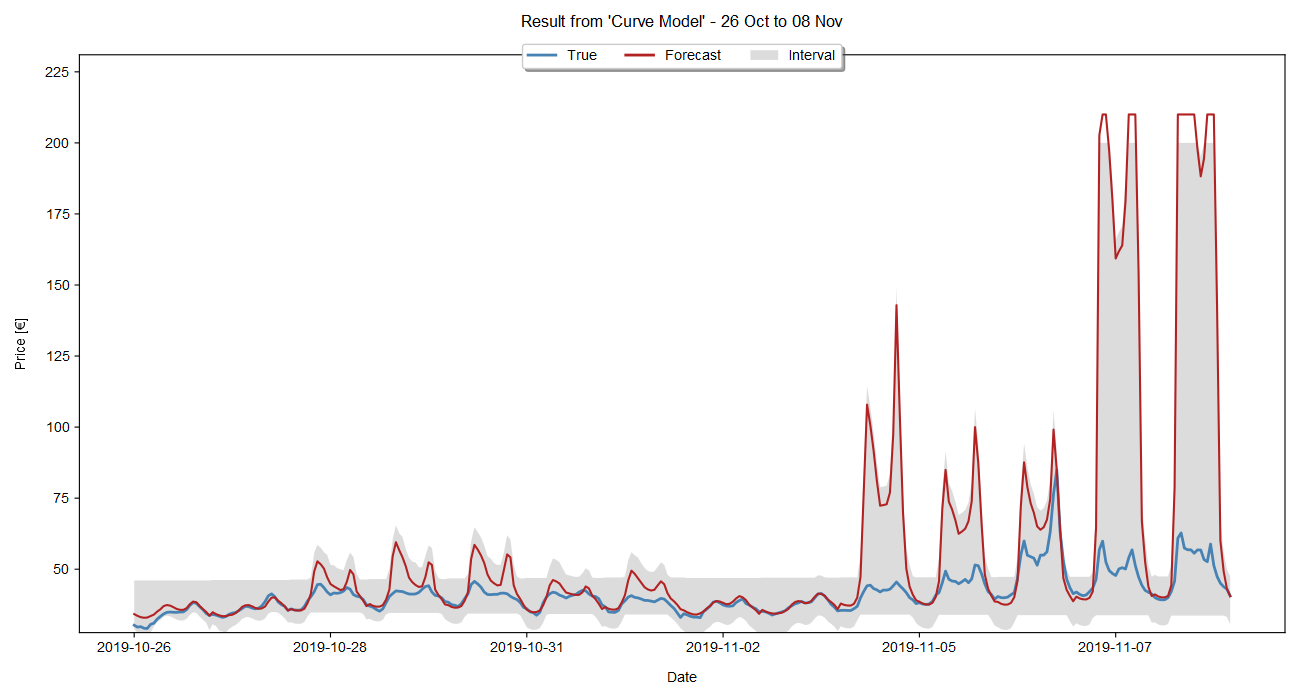 Result from 'Curve Model' - 26 Oct to 08 Nov
True Forecast Interval
225
200
175
150
125
100
75
50
Price [€]
2019-10-26 2019-10-28 2019-10-31 2019-11-02 2019-11-05 2019-11-07
Date